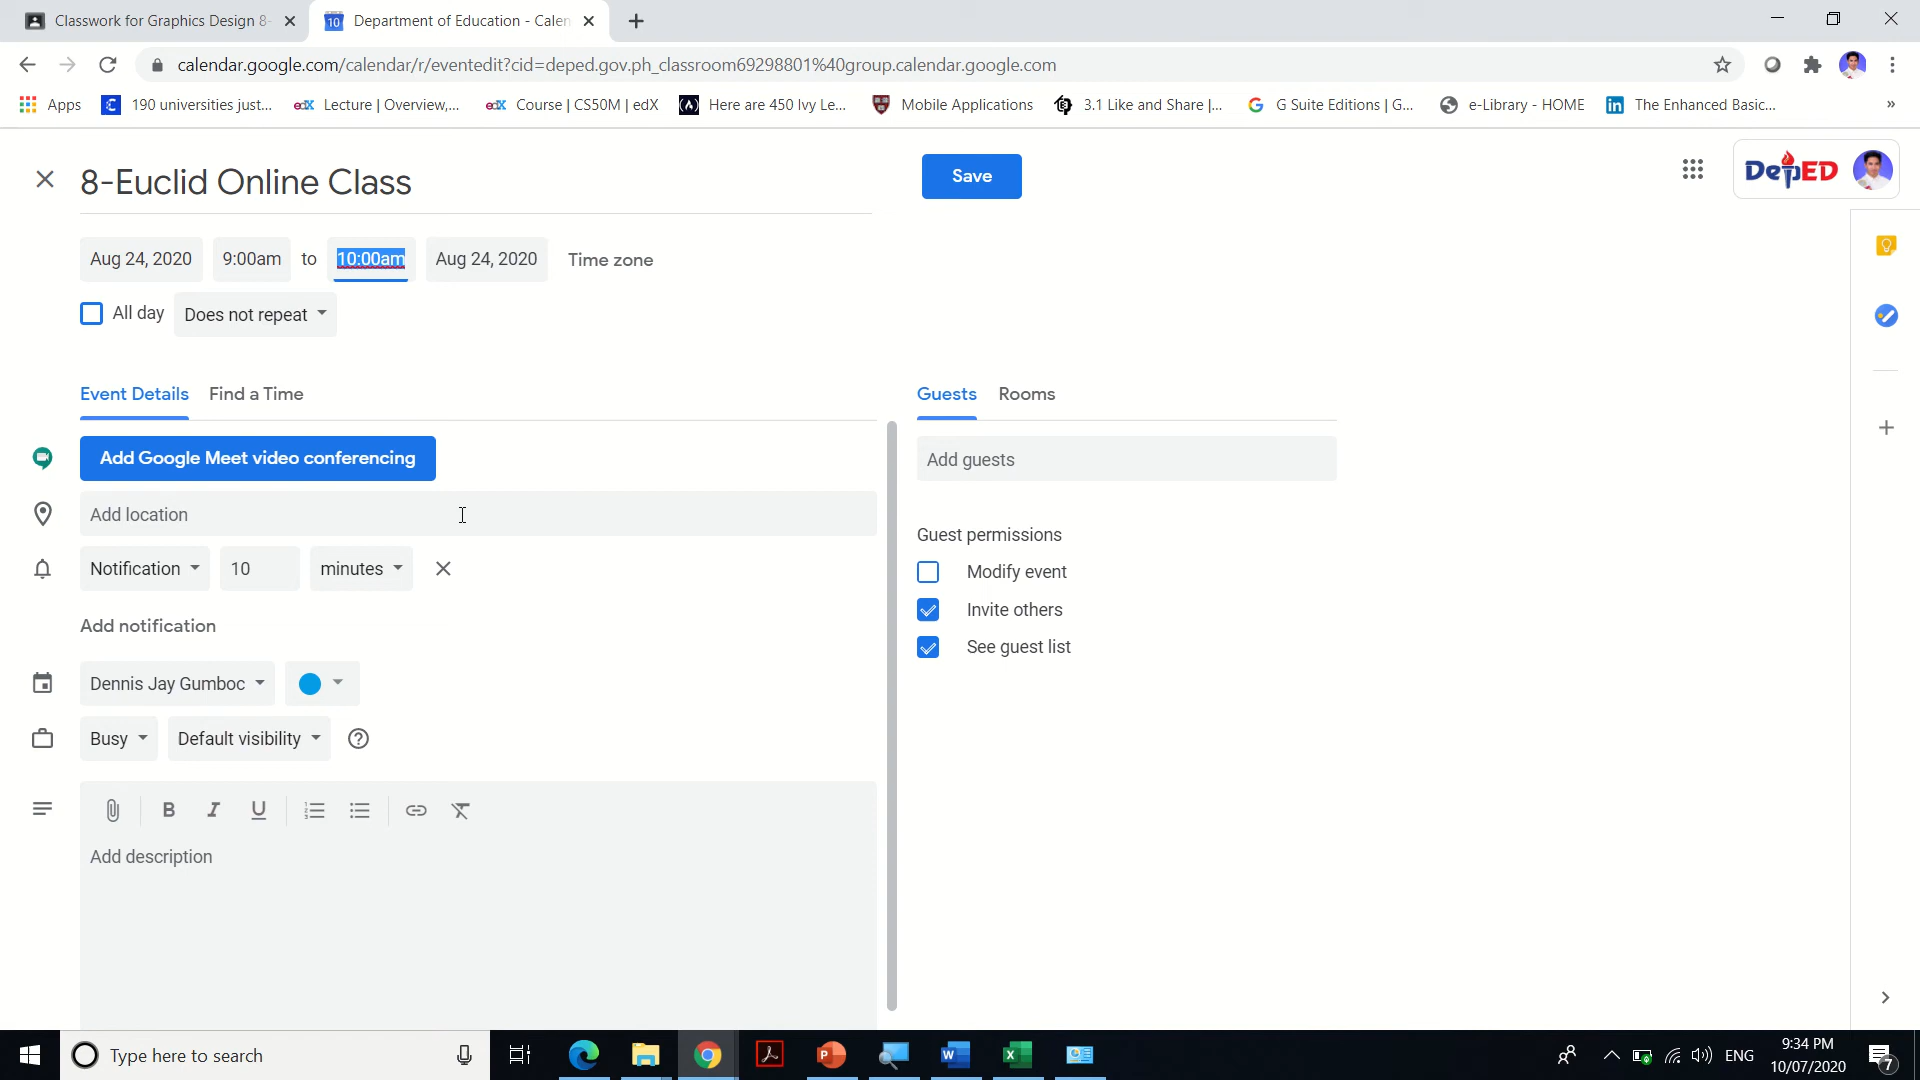 Classwork for Graphics Design 8-
Department of Education - Calen
calendar.google.com/calendar/r/eventedit?cid=deped.gov.ph_classroom69298801%40group.calendar.google.com
Apps
190 universities just...
Lecture | Overview,...
Course | CS50M | edX
Here are 450 Ivy Le...
Mobile Applications
3.1 Like and Share |...
G Suite Editions | G...
e-Library - HOME
The Enhanced Basic...
»
8-Euclid Online Class
Save
DepED
Aug 24, 2020
9:00am
to
10:00am
Aug 24, 2020
Time zone
All day
Does not repeat
Event Details
Find a Time
Guests
Rooms
Add Google Meet video conferencing
Add guests
Add location
Guest permissions
Notification
10
minutes
Modify event
Invite others
Add notification
See guest list
Dennis Jay Gumboc
Busy
Default visibility
B I U
Add description
Type here to search
ENG
9:34 PM
10/07/2020
7